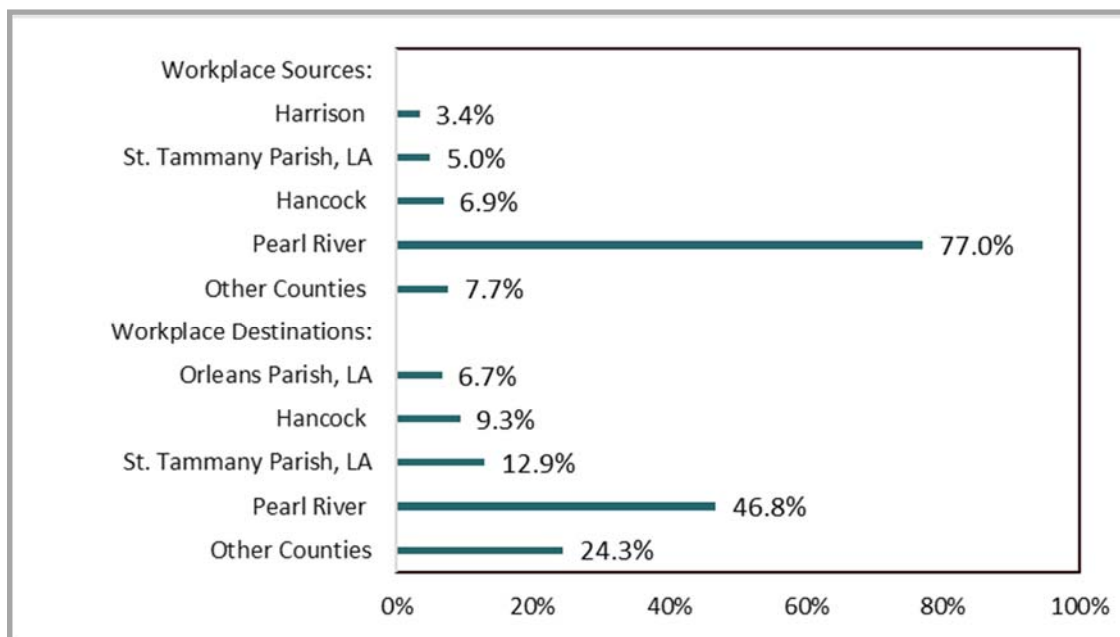 Workplace Sources:
Harrison 3.4%
St. Tammany Parish, LA 5.0%
Hancock 6.9%
Pearl River 77.0%
Other Counties 7.7%
Workplace Destinations:
Orleans Parish, LA 6.7%
Hancock 9.3%
St. Tammany Parish, LA 12.9%
Pearl River 46.8%
Other Counties 24.3%
0% 20% 40% 60% 80% 100%